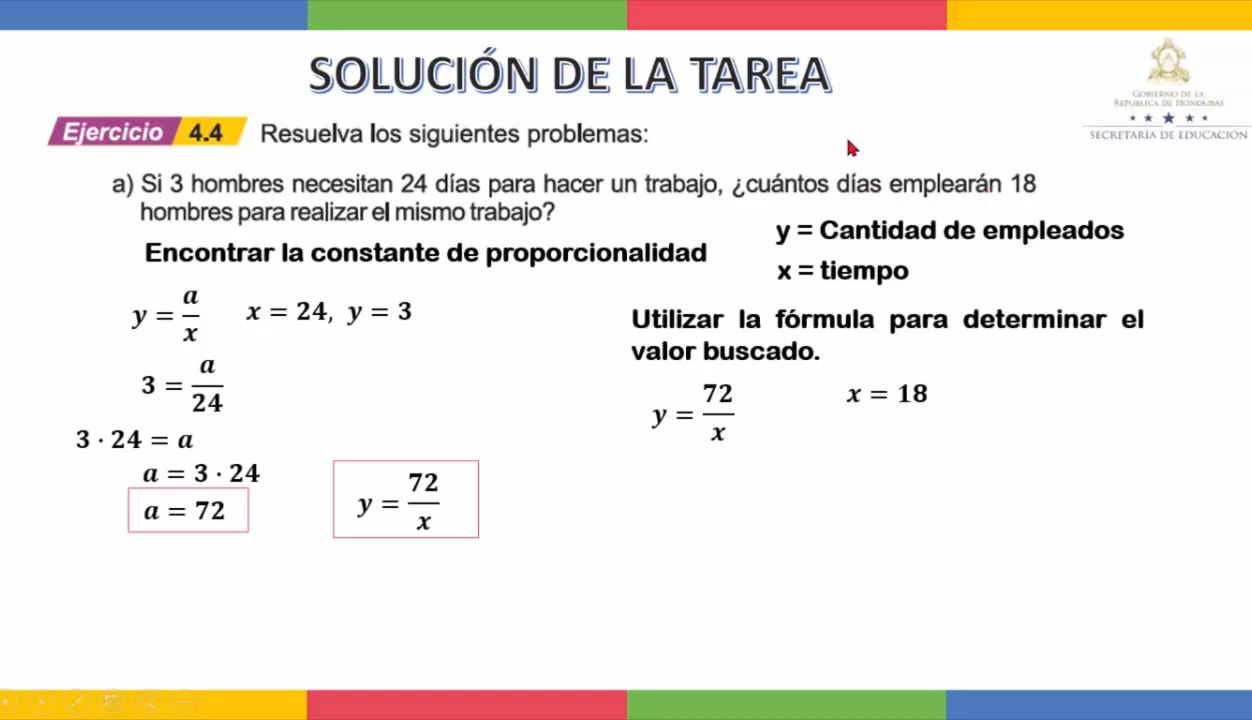 SOLUCIÓN DE LA TAREA
GOBIERNO DE LA
REPÚBLICA DE HONDURAS
SECRETARÍA DE EDUCACIÓN
Ejercicio 4.4 Resuelva los siguientes problemas:
a) Si 3 hombres necesitan 24 días para hacer un trabajo, ¿cuántos días emplearán 18
hombres para realizar el mismo trabajo?
Encontrar la constante de proporcionalidad
y = a/x    x = 24, y = 3
3 = a/24
3 · 24 = a
a = 3 · 24
a = 72
y = 72/x
y = Cantidad de empleados
x = tiempo
Utilizar la fórmula para determinar el
valor buscado.
y = 72/x    x = 18